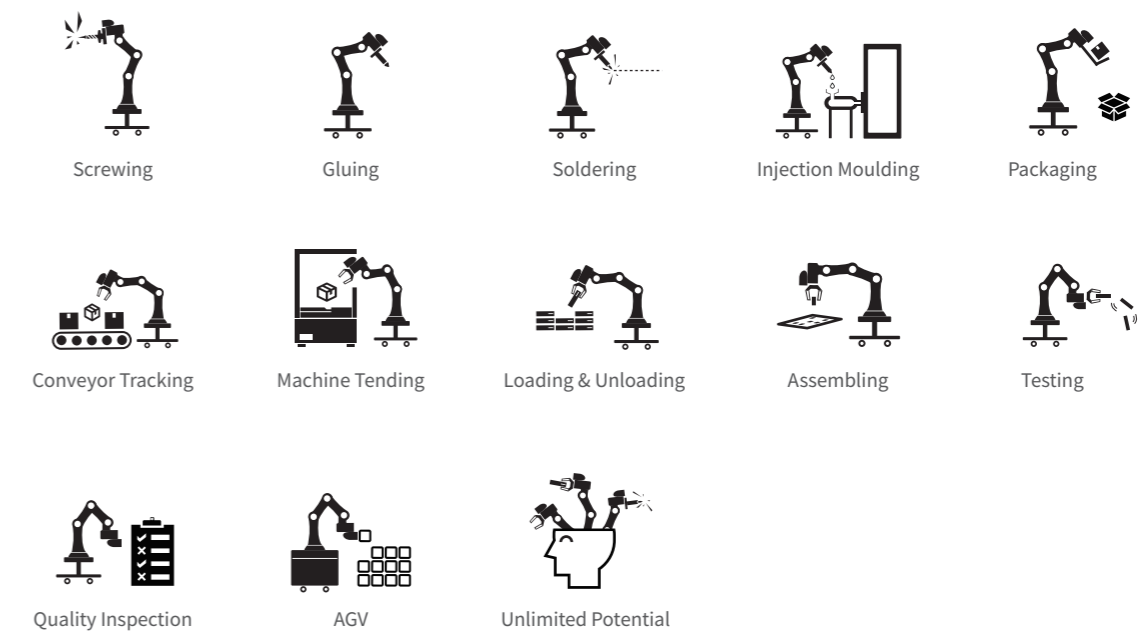 Screwing
Gluing
Soldering
Injection Moulding
Packaging
Conveyor Tracking
Machine Tending
Loading & Unloading
Assembling
Testing
Quality Inspection
AGV
Unlimited Potential